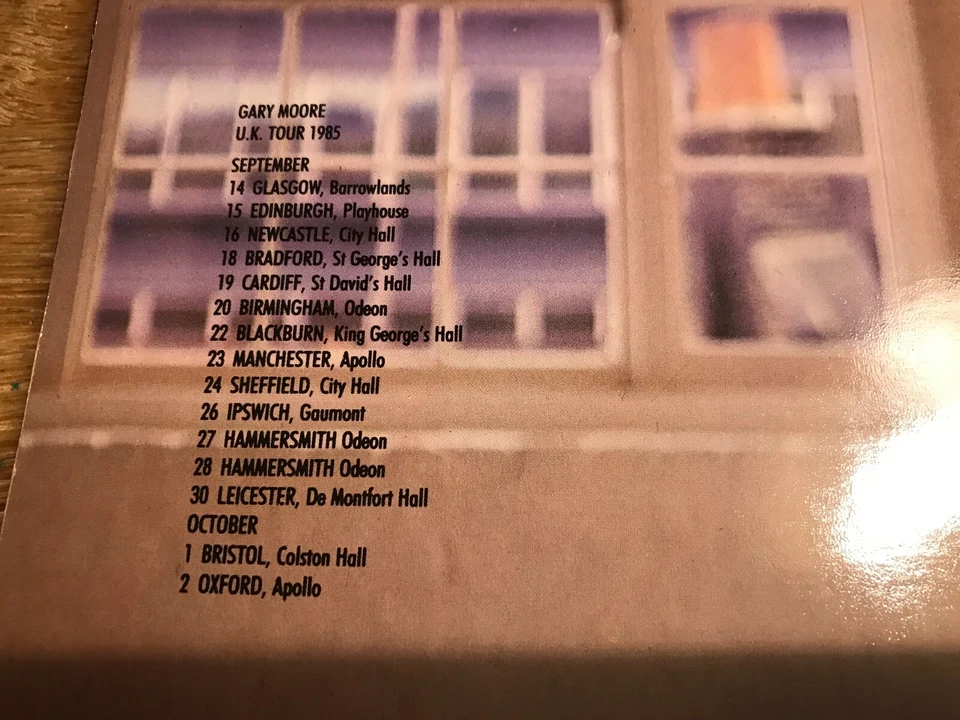 GARY MOORE
U.K. TOUR 1985
SEPTEMBER
14 GLASGOW, Barrowlands
15 EDINBURGH, Playhouse
16 NEWCASTLE, City Hall
18 BRADFORD, St George's Hall
19 CARDIFF, St David's Hall
20 BIRMINGHAM, Odeon
22 BLACKBURN, King George's Hall
23 MANCHESTER, Apollo
24 SHEFFIELD, City Hall
26 IPSWICH, Gaumont
27 HAMMERSMITH Odeon
28 HAMMERSMITH Odeon
30 LEICESTER, De Montfort Hall
OCTOBER
1 BRISTOL, Colston Hall
2 OXFORD, Apollo